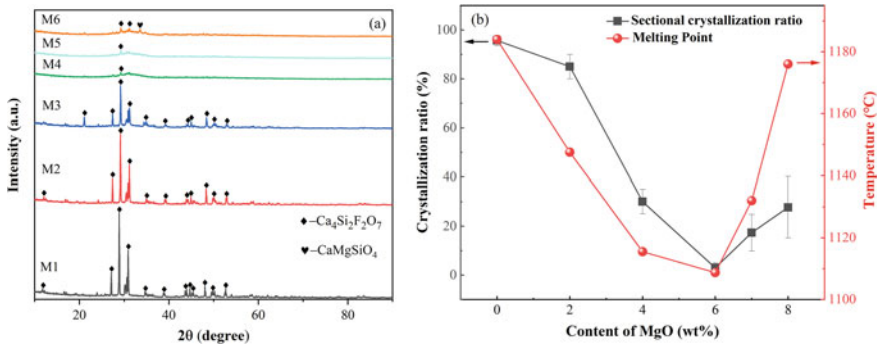 (a)
M6
M5
M4
M3
M2
M1
♦–Ca₄Si₂F₂O₇
♥–CaMgSiO₄
Intensity (a.u.)
0 20 40 60 80
2θ (degree)
(b)
Sectional crystallization ratio
Melting Point
Crystallization ratio (%)
100
80
60
40
20
0
0 2 4 6 8
Content of MgO (wt%)
1180
1160
1140
1120
1100
Temperature (℃)